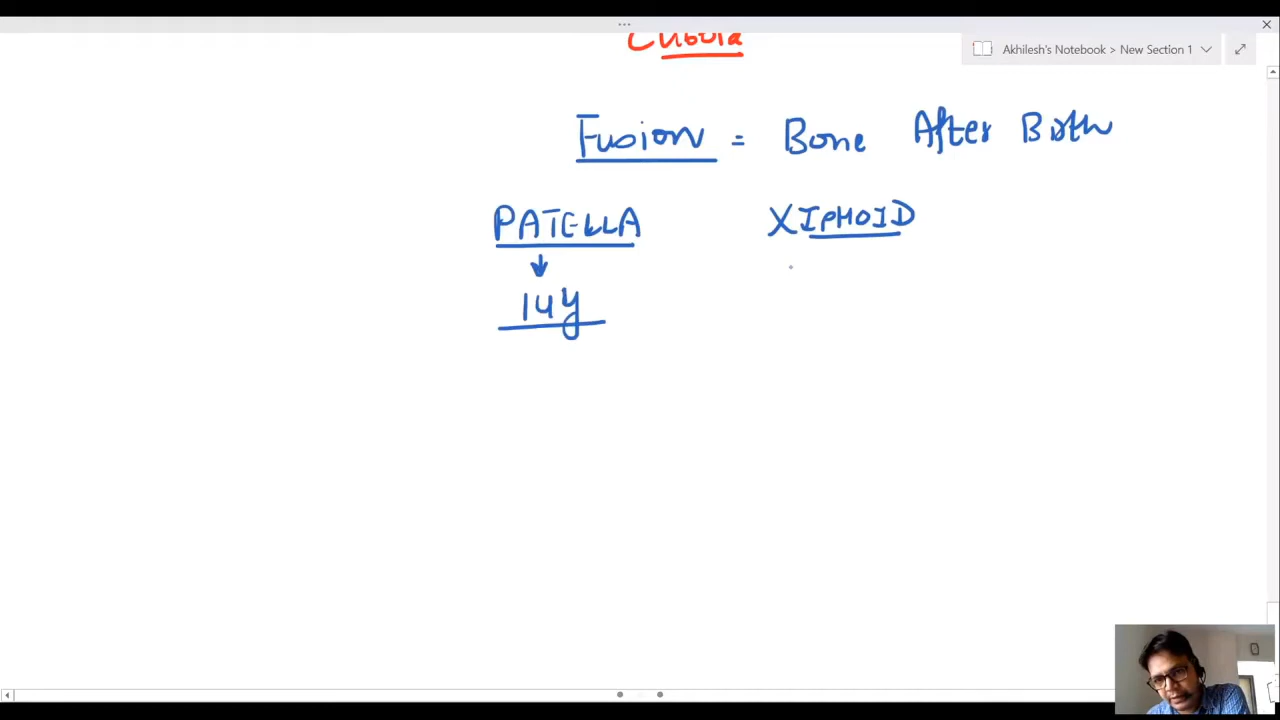 Akhilesh's Notebook > New Section 1
Fusion = Bone After Birth
PATELLA XIPHOID
14y